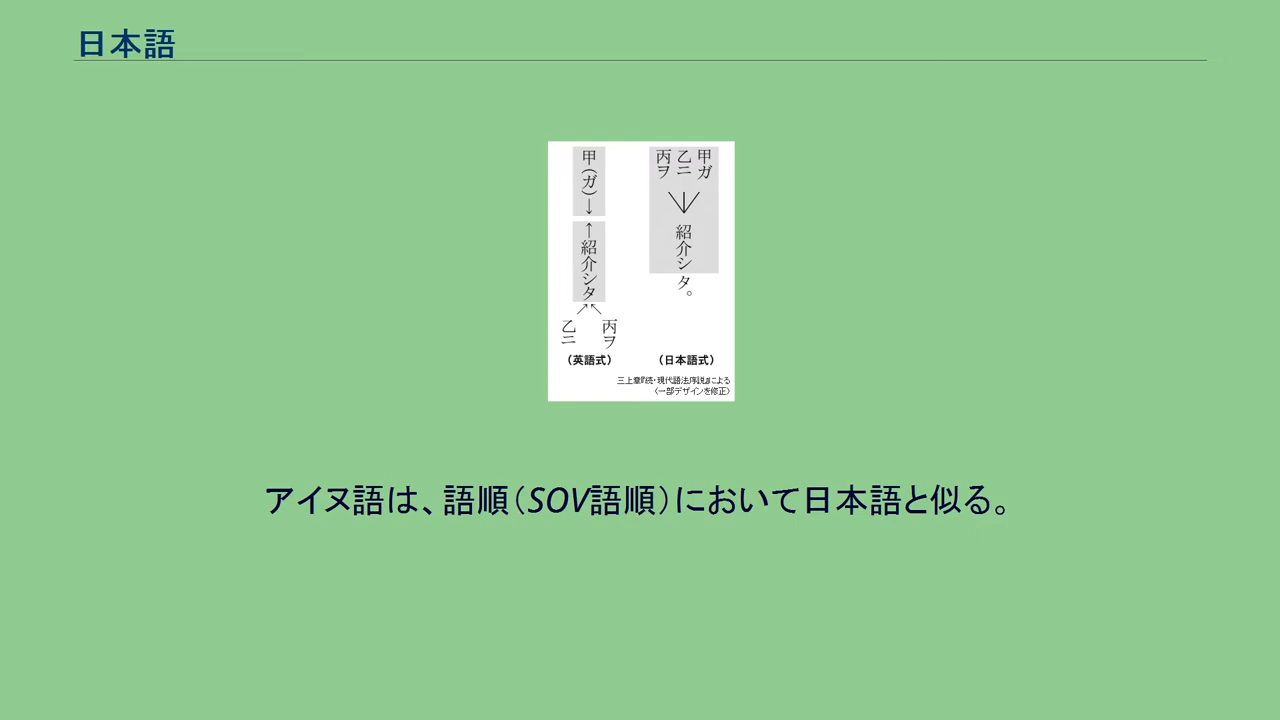 日本語
甲(ガ)→
←紹介シタ
乙ニ
丙ヲ
(英語式)
甲ガ
乙ニ
丙ヲ
紹介シタ。
(日本語式)
三上章『続・現代語法序説』による
〈一部デザインを修正〉
アイヌ語は、語順(SOV語順)において日本語と似る。